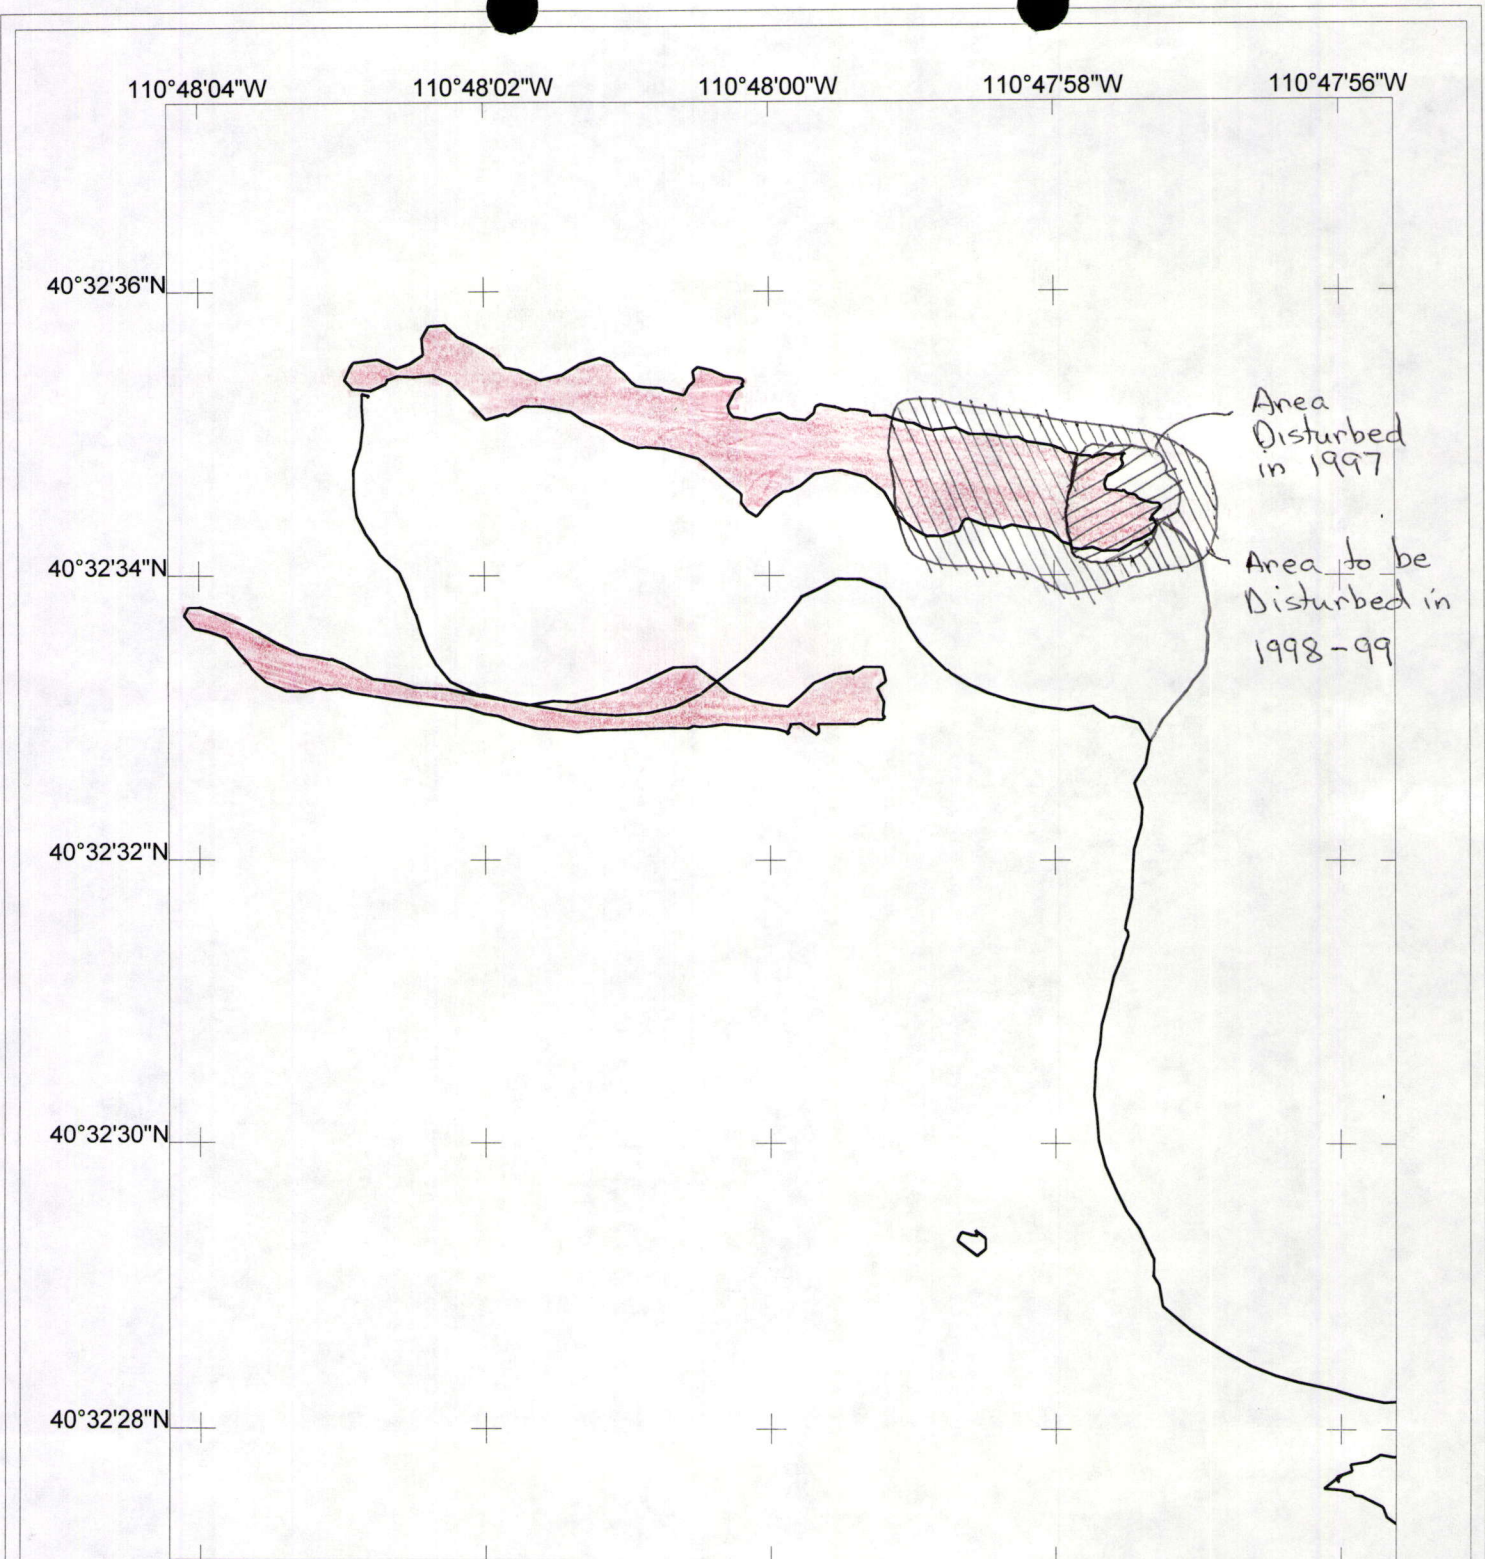 110°48'04"W 110°48'02"W 110°48'00"W 110°47'58"W 110°47'56"W
40°32'36"N
Area
Disturbed
in 1997
40°32'34"N
Area to be
Disturbed in
1998-99
40°32'32"N
40°32'30"N
40°32'28"N